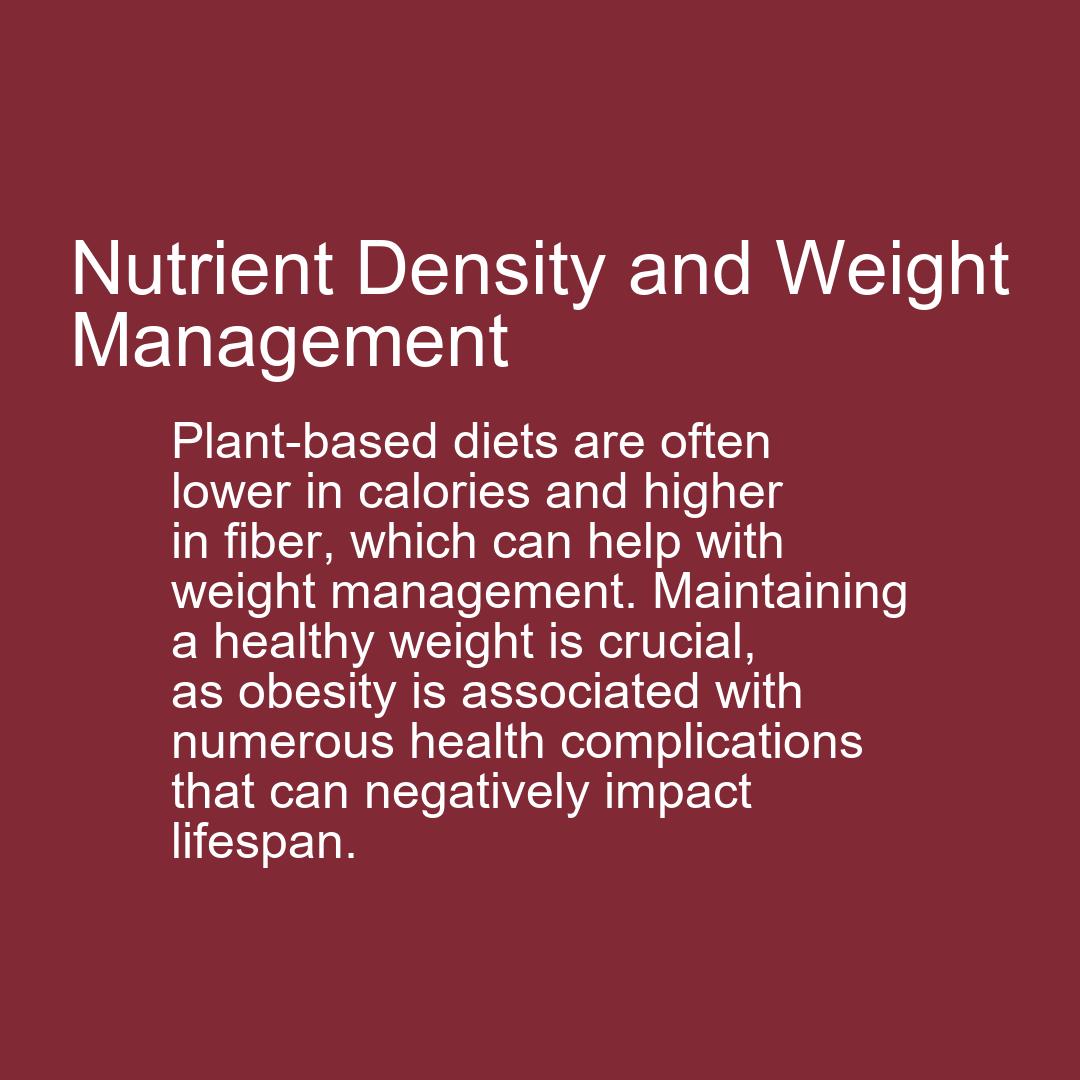 Nutrient Density and Weight
Management
Plant-based diets are often
lower in calories and higher
in fiber, which can help with
weight management. Maintaining
a healthy weight is crucial,
as obesity is associated with
numerous health complications
that can negatively impact
lifespan.